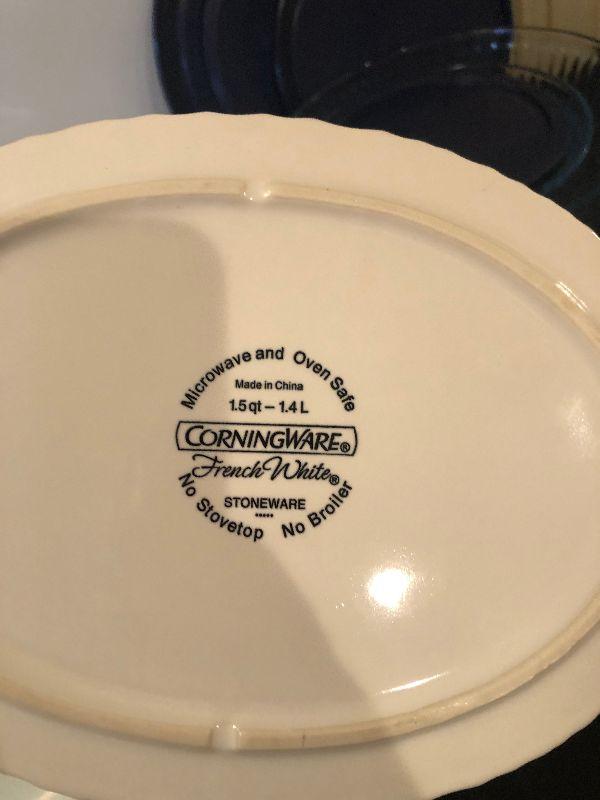 Microwave and Oven Safe
Made in China
1.5 qt – 1.4 L
CORNINGWARE®
French White®
STONEWARE
No Stovetop No Broiler